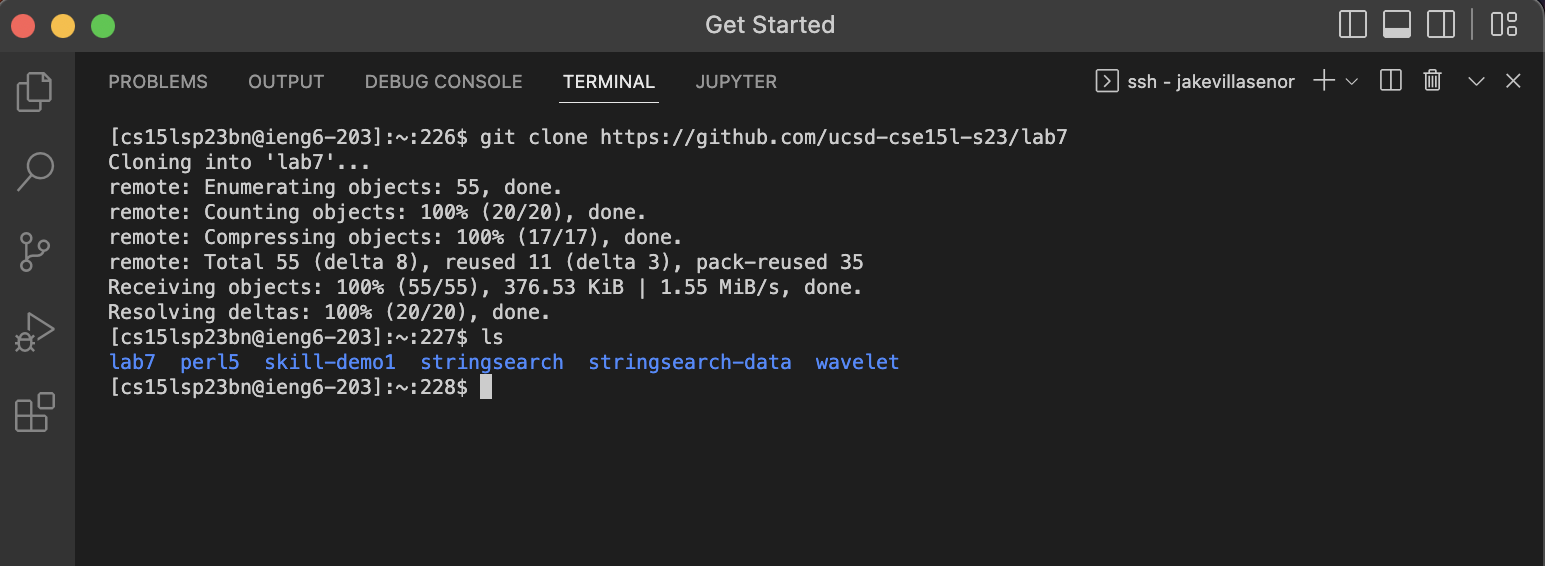 Get Started
PROBLEMS OUTPUT DEBUG CONSOLE TERMINAL JUPYTER ssh - jakevillasenor
[cs15lsp23bn@ieng6-203]:~:226$ git clone https://github.com/ucsd-cse15l-s23/lab7
Cloning into 'lab7'...
remote: Enumerating objects: 55, done.
remote: Counting objects: 100% (20/20), done.
remote: Compressing objects: 100% (17/17), done.
remote: Total 55 (delta 8), reused 11 (delta 3), pack-reused 35
Receiving objects: 100% (55/55), 376.53 KiB | 1.55 MiB/s, done.
Resolving deltas: 100% (20/20), done.
[cs15lsp23bn@ieng6-203]:~:227$ ls
lab7 perl5 skill-demo1 stringsearch stringsearch-data wavelet
[cs15lsp23bn@ieng6-203]:~:228$